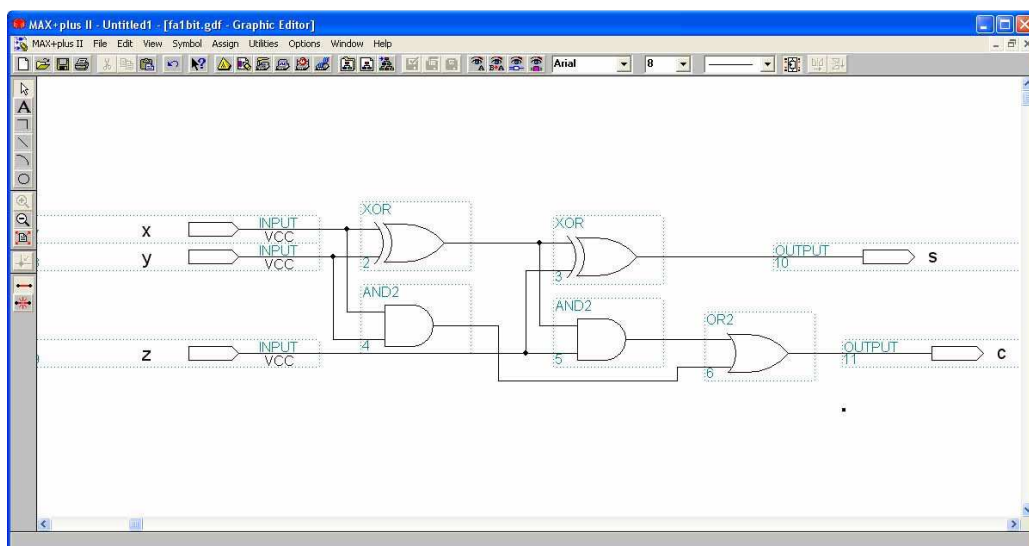 MAX+plus II - Untitled1 - [fa1bit.gdf - Graphic Editor]
MAX+plus II File Edit View Symbol Assign Utilities Options Window Help
Arial 8
XOR
x INPUT
VCC
XOR
y INPUT
VCC
2
OUTPUT
10 S
3
AND2
AND2
OR2
4
z INPUT
VCC
5
OUTPUT
11 C
6